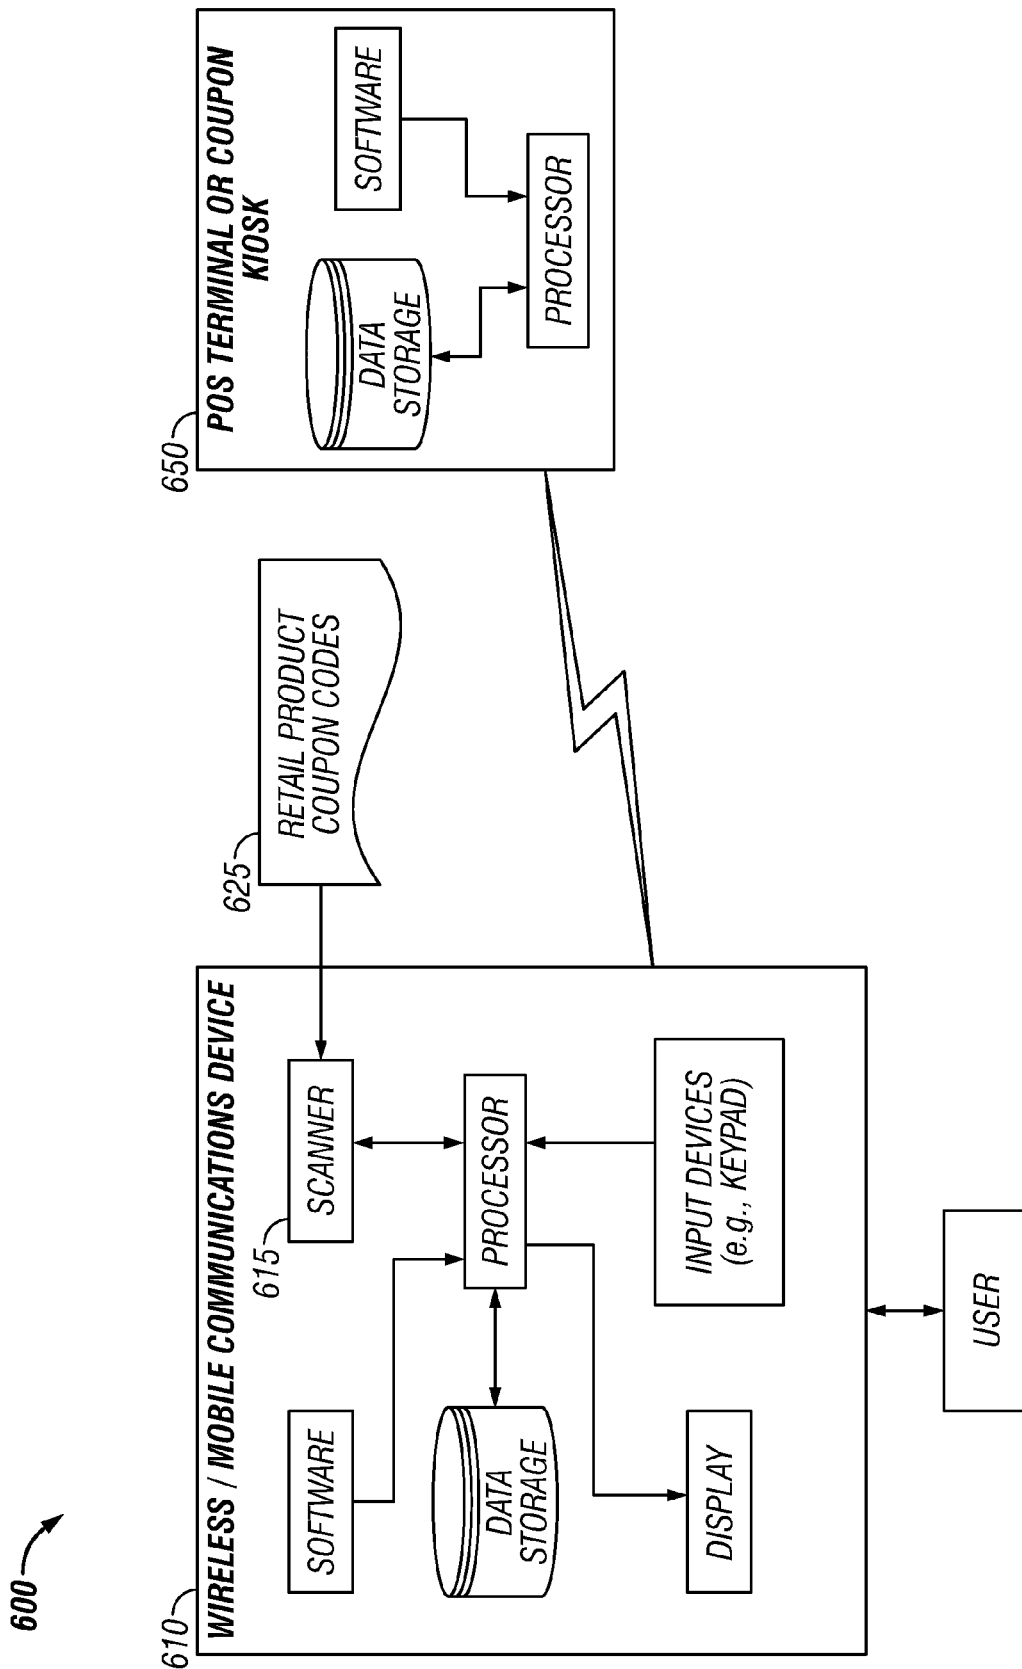 600
610
WIRELESS / MOBILE COMMUNICATIONS DEVICE
SOFTWARE
615
SCANNER
DATA
STORAGE
PROCESSOR
DISPLAY
INPUT DEVICES
(e.g., KEYPAD)
USER
625
RETAIL PRODUCT
COUPON CODES
650
POS TERMINAL OR COUPON
KIOSK
DATA
STORAGE
SOFTWARE
PROCESSOR